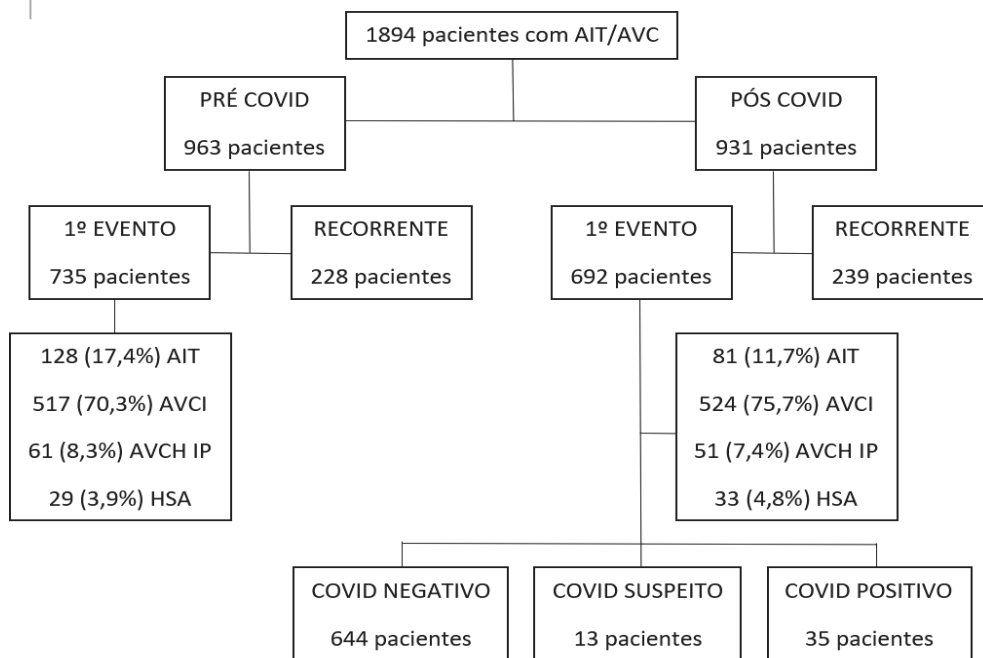 1894 pacientes com AIT/AVC
PRÉ COVID
963 pacientes
PÓS COVID
931 pacientes
1º EVENTO
735 pacientes
RECORRENTE
228 pacientes
1º EVENTO
692 pacientes
RECORRENTE
239 pacientes
128 (17,4%) AIT
517 (70,3%) AVCI
61 (8,3%) AVCH IP
29 (3,9%) HSA
81 (11,7%) AIT
524 (75,7%) AVCI
51 (7,4%) AVCH IP
33 (4,8%) HSA
COVID NEGATIVO
644 pacientes
COVID SUSPEITO
13 pacientes
COVID POSITIVO
35 pacientes